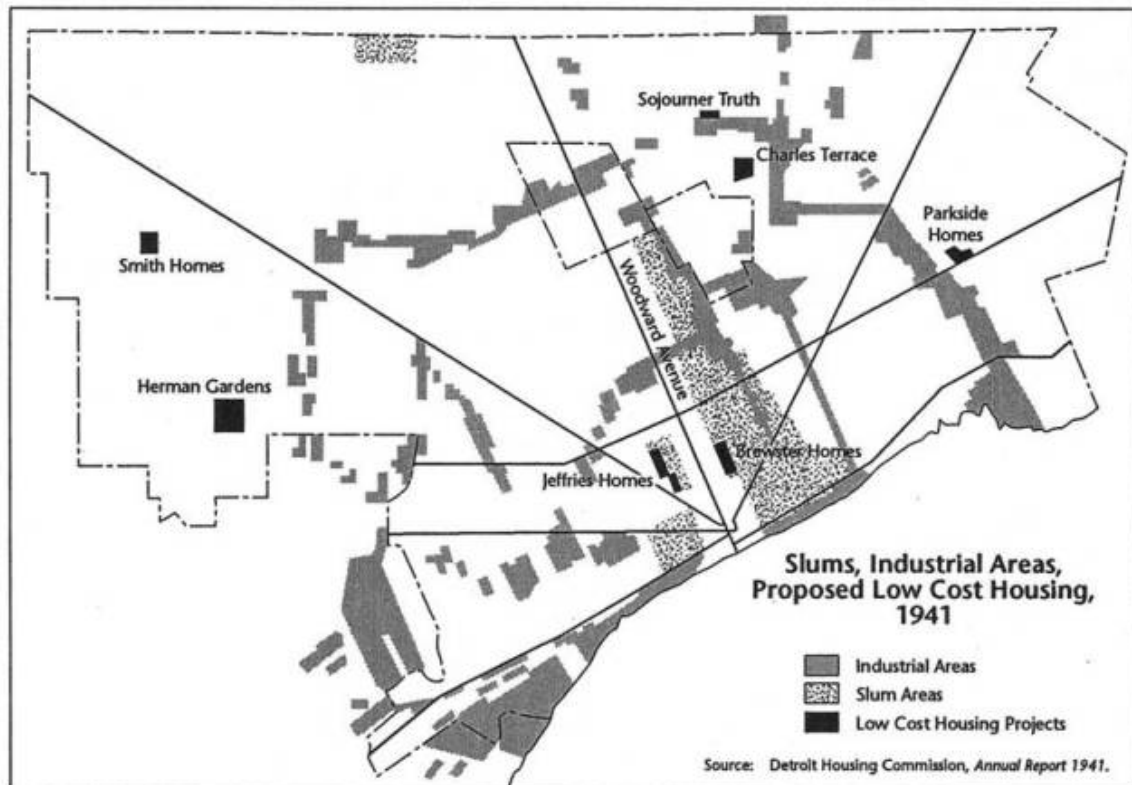 Sojourner Truth
Charles Terrace
Parkside
Homes
Smith Homes
Woodward Avenue
Herman Gardens
Jeffries Homes
Brewster Homes
Slums, Industrial Areas,
Proposed Low Cost Housing,
1941
Industrial Areas
Slum Areas
Low Cost Housing Projects
Source: Detroit Housing Commission, Annual Report 1941.